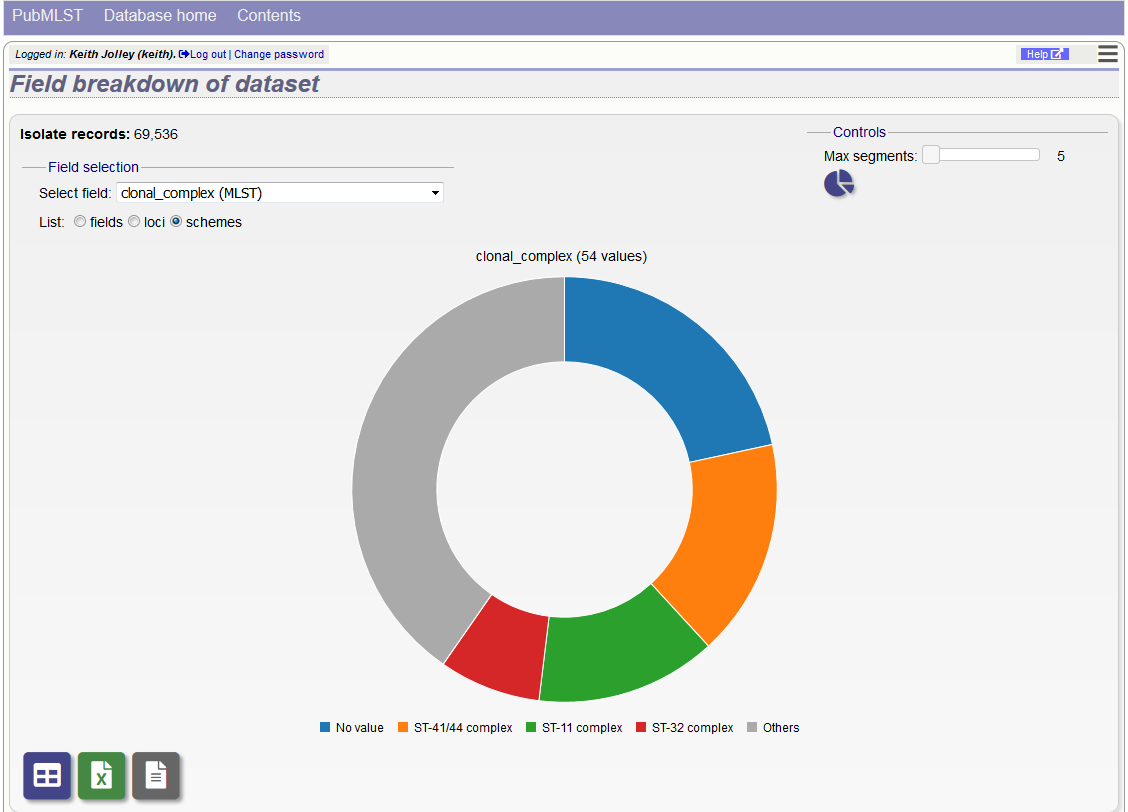 PubMLST Database home Contents
Logged in: Keith Jolley (keith). Log out | Change password Help
Field breakdown of dataset
Isolate records: 69,536
Controls
Max segments: 5
Field selection
Select field: clonal_complex (MLST)
List: fields loci schemes
clonal_complex (54 values)
No value ST-41/44 complex ST-11 complex ST-32 complex Others
X